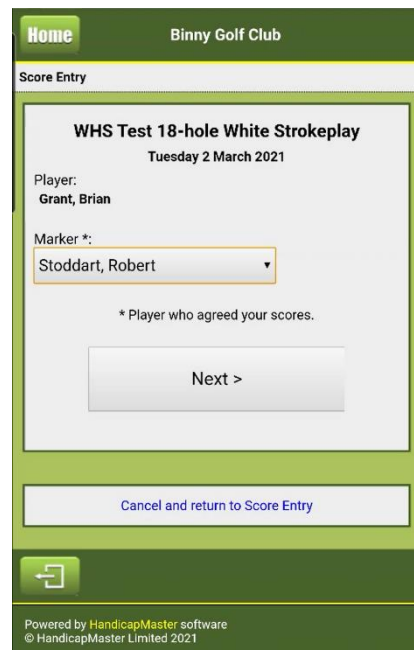 Home
Binny Golf Club
Score Entry
WHS Test 18-hole White Strokeplay
Tuesday 2 March 2021
Player:
Grant, Brian
Marker *:
Stoddart, Robert
* Player who agreed your scores.
Next >
Cancel and return to Score Entry
Powered by HandicapMaster software
© HandicapMaster Limited 2021